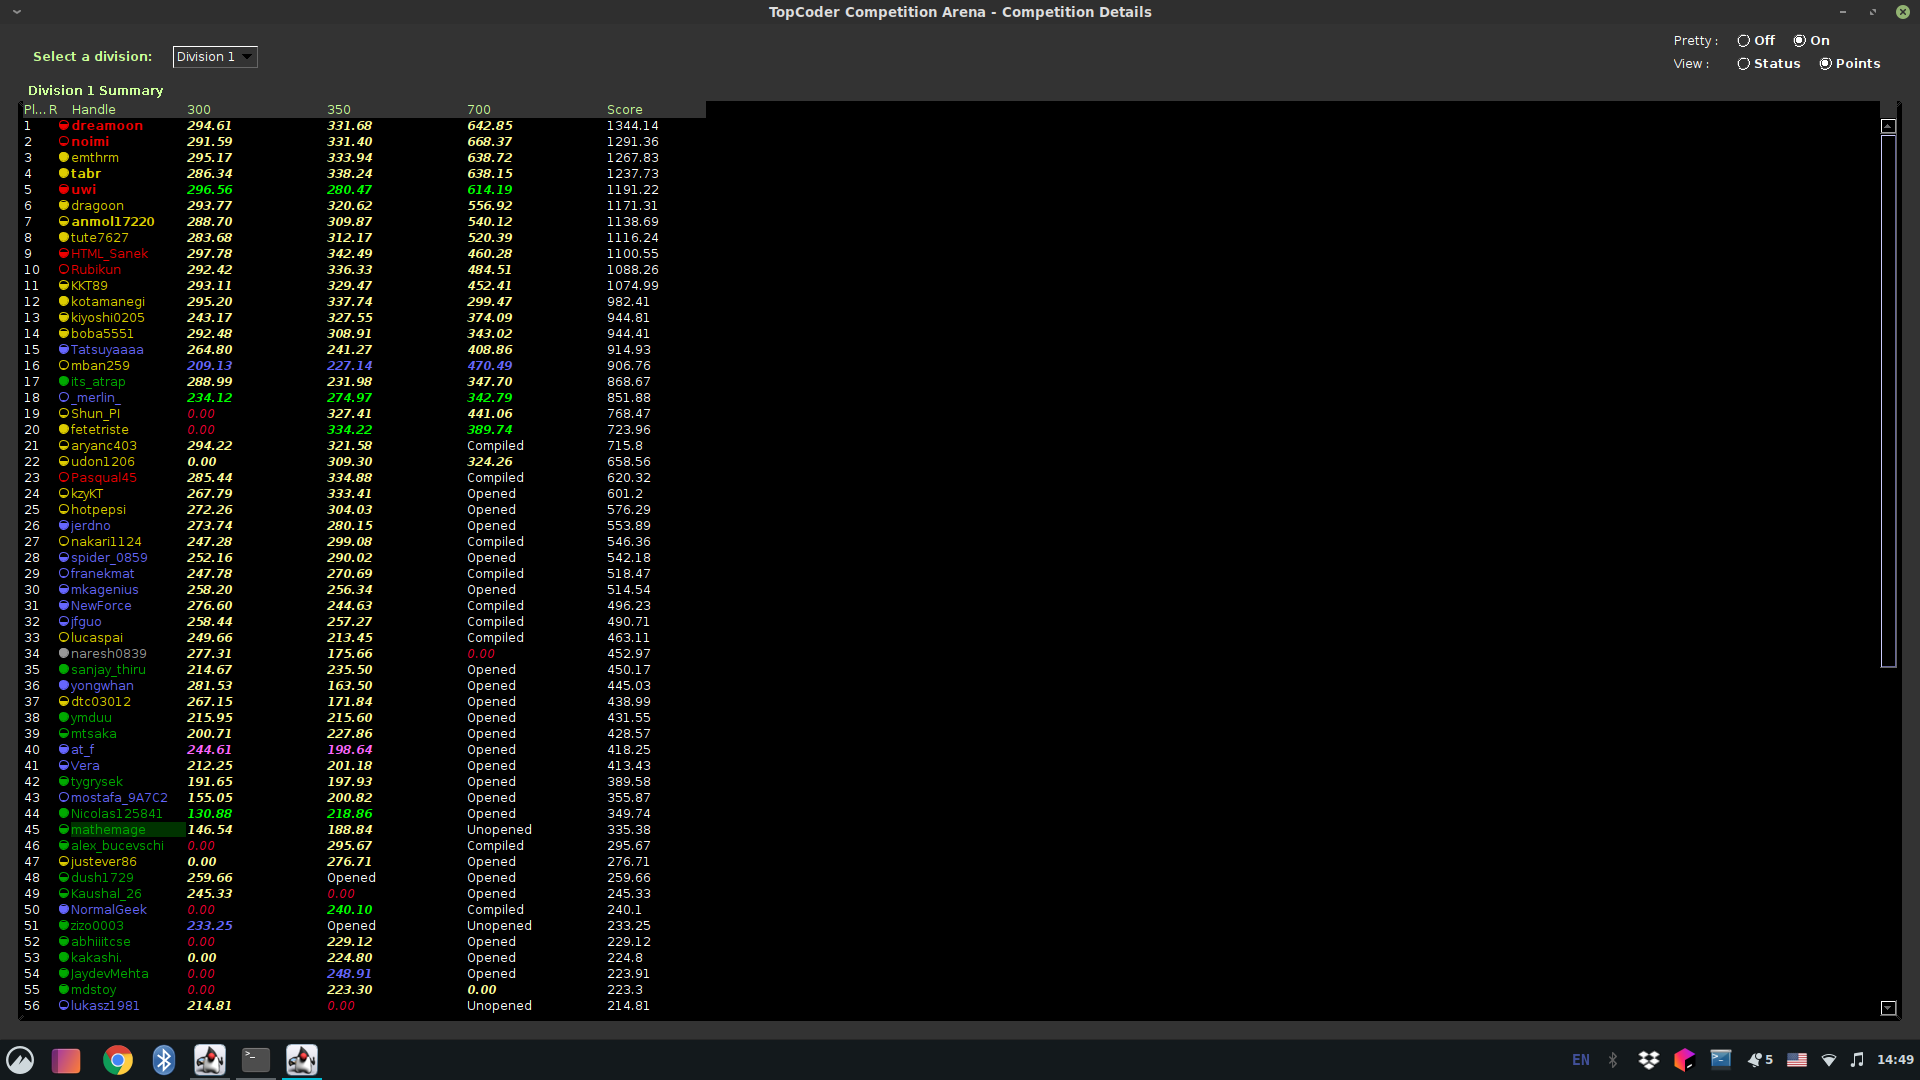 TopCoder Competition Arena - Competition Details
Pretty : Off On
Select a division: Division 1
View : Status Points
Division 1 Summary
Pl... R Handle 300 350 700 Score
1 dreamoon 294.61 331.68 642.85 1344.14
2 noimi 291.59 331.40 668.37 1291.36
3 emthrm 295.17 333.94 638.72 1267.83
4 tabr 286.34 338.24 638.15 1237.73
5 uwi 296.56 280.47 614.19 1191.22
6 dragoon 293.77 320.62 556.92 1171.31
7 anmol17220 288.70 309.87 540.12 1138.69
8 tute7627 283.68 312.17 520.39 1116.24
9 HTML_Sanek 297.78 342.49 460.28 1100.55
10 Rubikun 292.42 336.33 484.51 1088.26
11 KKT89 293.11 329.47 452.41 1074.99
12 kotamanegi 295.20 337.74 299.47 982.41
13 kiyoshi0205 243.17 327.55 374.09 944.81
14 boba5551 292.48 308.91 343.02 944.41
15 Tatsuyaaaa 264.80 241.27 408.86 914.93
16 mban259 209.13 227.14 470.49 906.76
17 its_atrap 288.99 231.98 347.70 868.67
18 _merlin_ 234.12 274.97 342.79 851.88
19 Shun_PI 0.00 327.41 441.06 768.47
20 fetetriste 0.00 334.22 389.74 723.96
21 aryanc403 294.22 321.58 Compiled 715.8
22 udon1206 0.00 309.30 324.26 658.56
23 Pasqual45 285.44 334.88 Compiled 620.32
24 kzyKT 267.79 333.41 Opened 601.2
25 hotpepsi 272.26 304.03 Opened 576.29
26 jerdno 273.74 280.15 Opened 553.89
27 nakari1124 247.28 299.08 Compiled 546.36
28 spider_0859 252.16 290.02 Opened 542.18
29 franekmat 247.78 270.69 Compiled 518.47
30 mkagenius 258.20 256.34 Opened 514.54
31 NewForce 276.60 244.63 Compiled 496.23
32 jfguo 258.44 257.27 Compiled 490.71
33 lucaspai 249.66 213.45 Compiled 463.11
34 naresh0839 277.31 175.66 0.00 452.97
35 sanjay_thiru 214.67 235.50 Opened 450.17
36 yongwhan 281.53 163.50 Opened 445.03
37 dtc03012 267.15 171.84 Opened 438.99
38 ymduu 215.95 215.60 Opened 431.55
39 mtsaka 200.71 227.86 Opened 428.57
40 at_f 244.61 198.64 Opened 418.25
41 Vera 212.25 201.18 Opened 413.43
42 tygrysek 191.65 197.93 Opened 389.58
43 mostafa_9A7C2 155.05 200.82 Opened 355.87
44 Nicolas125841 130.88 218.86 Opened 349.74
45 mathemage 146.54 188.84 Unopened 335.38
46 alex_bucevschi 0.00 295.67 Compiled 295.67
47 justever86 0.00 276.71 Opened 276.71
48 dush1729 259.66 Opened Opened 259.66
49 Kaushal_26 245.33 0.00 Opened 245.33
50 NormalGeek 0.00 240.10 Compiled 240.1
51 zizo0003 233.25 Opened Unopened 233.25
52 abhiiitcse 0.00 229.12 Opened 229.12
53 kakashi. 0.00 224.80 Opened 224.8
54 JaydevMehta 0.00 248.91 Opened 223.91
55 mdstoy 0.00 223.30 0.00 223.3
56 lukasz1981 214.81 0.00 Unopened 214.81
EN 5 14:49